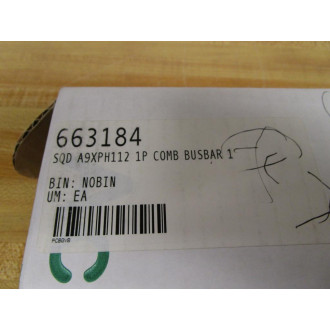 663184
SQD A9XPH112 1P COMB BUSBAR 1
BIN: NOBIN
UM: EA